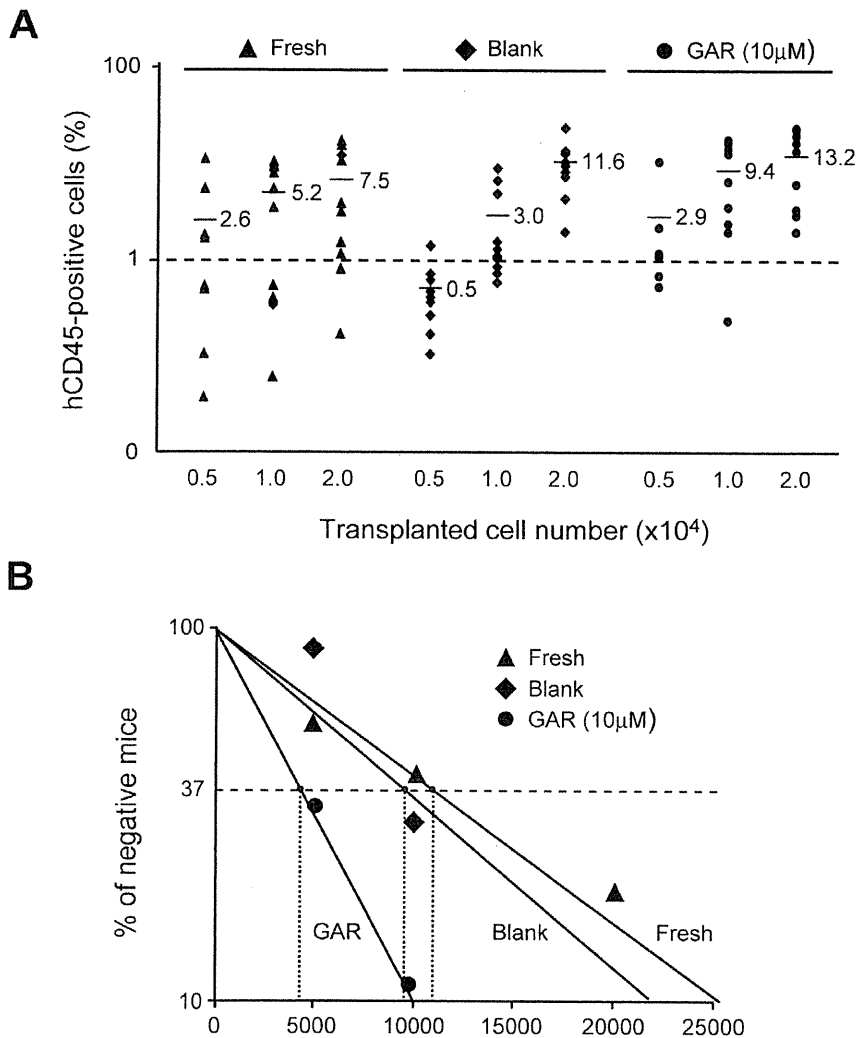 A
Fresh Blank GAR (10µM)
100
hCD45-positive cells (%)
2.6 5.2 7.5 0.5 3.0 11.6 2.9 9.4 13.2
1
0
0.5 1.0 2.0 0.5 1.0 2.0 0.5 1.0 2.0
Transplanted cell number (x10⁴)
B
100
Fresh
Blank
GAR (10µM)
% of negative mice
37
GAR Blank Fresh
10
0 5000 10000 15000 20000 25000